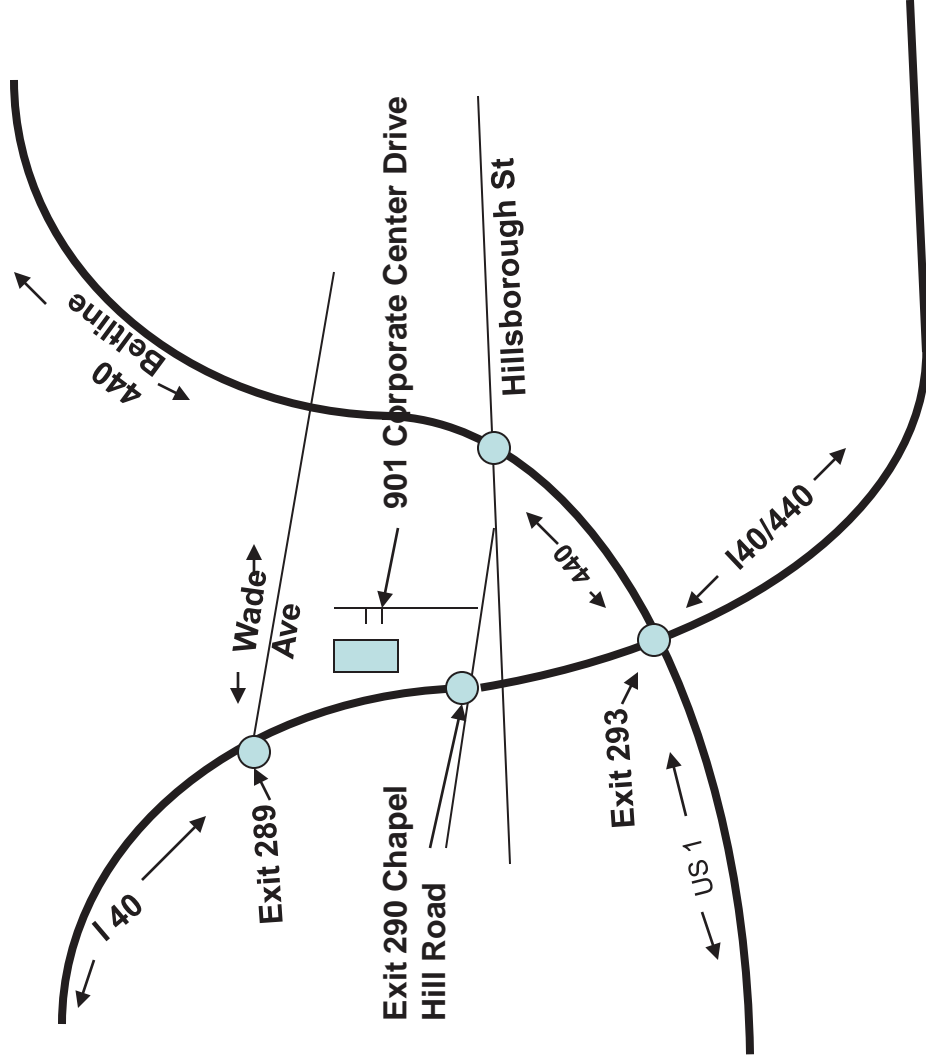 Beltline
440
901 Corporate Center Drive
Hillsborough St
Wade
Ave
440
I40/440
I 40
Exit 289
Exit 290 Chapel
Hill Road
Exit 293
US 1